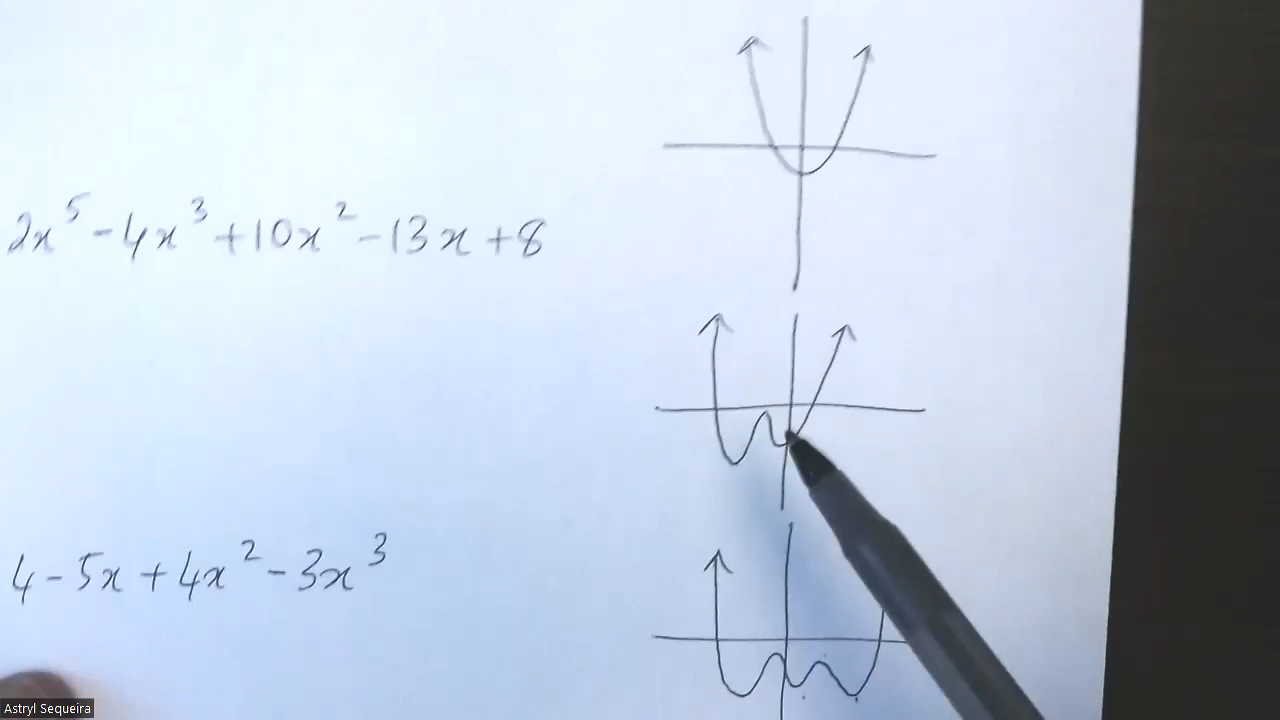 2x⁵ - 4x³ + 10x² - 13x + 8
4 - 5x + 4x² - 3x³
Astryl Sequeira